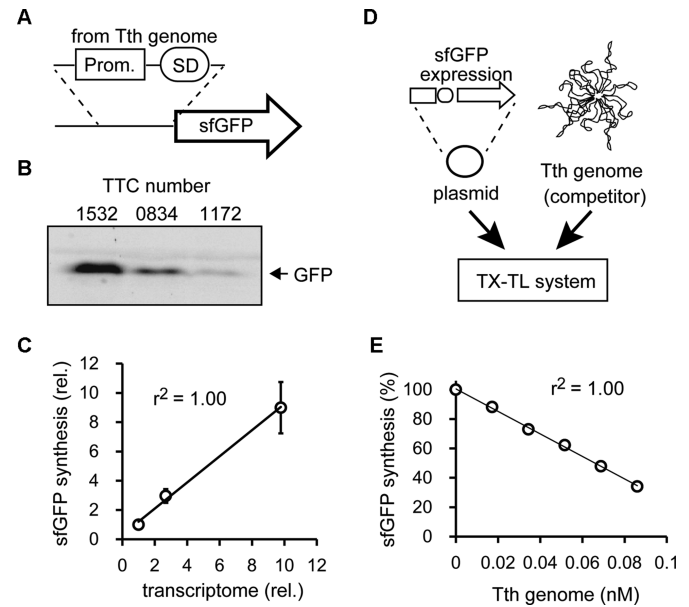 A
from Tth genome
Prom.
SD
sfGFP
B
TTC number
1532 0834 1172
GFP
C
sfGFP synthesis (rel.)
12
10
8
6
4
2
0
r² = 1.00
0 2 4 6 8 10 12
transcriptome (rel.)
D
sfGFP
expression
plasmid
Tth genome
(competitor)
TX-TL system
E
sfGFP synthesis (%)
100
80
60
40
20
0
r² = 1.00
0 0.02 0.04 0.06 0.08 0.1
Tth genome (nM)